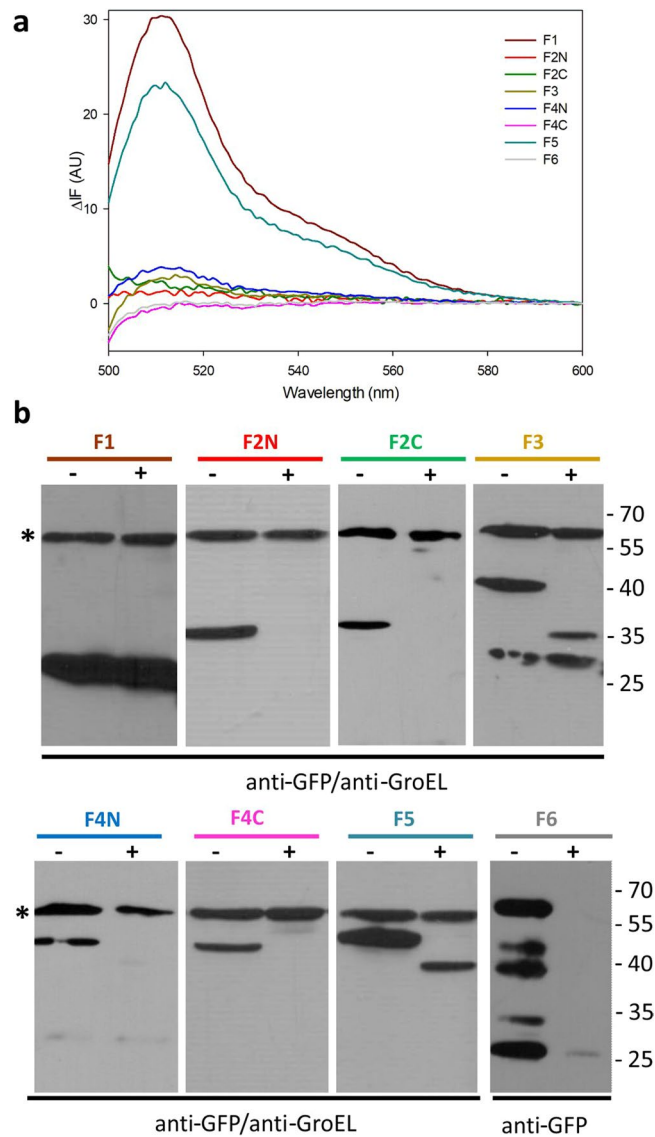 a
30
20
10
0
ΔIF (AU)
500 520 540 560 580 600
Wavelength (nm)
F1
F2N
F2C
F3
F4N
F4C
F5
F6
b
F1 F2N F2C F3
- + - + - + - +
*
- 70
- 55
- 40
- 35
- 25
anti-GFP/anti-GroEL
F4N F4C F5 F6
- + - + - + - +
*
- 70
- 55
- 40
- 35
- 25
anti-GFP/anti-GroEL anti-GFP